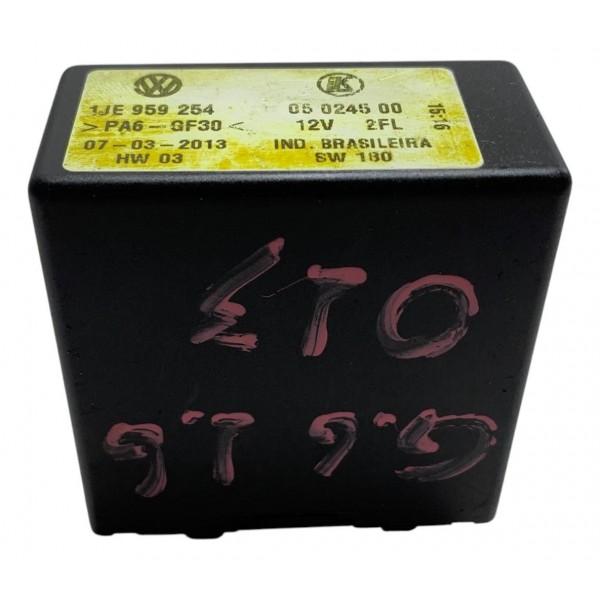 1JE 959 254 05 0245 00
> PA6 - GF30 < 12V 2FL
07-03-2013 IND. BRASILEIRA
HW 03 SW 180
15:16